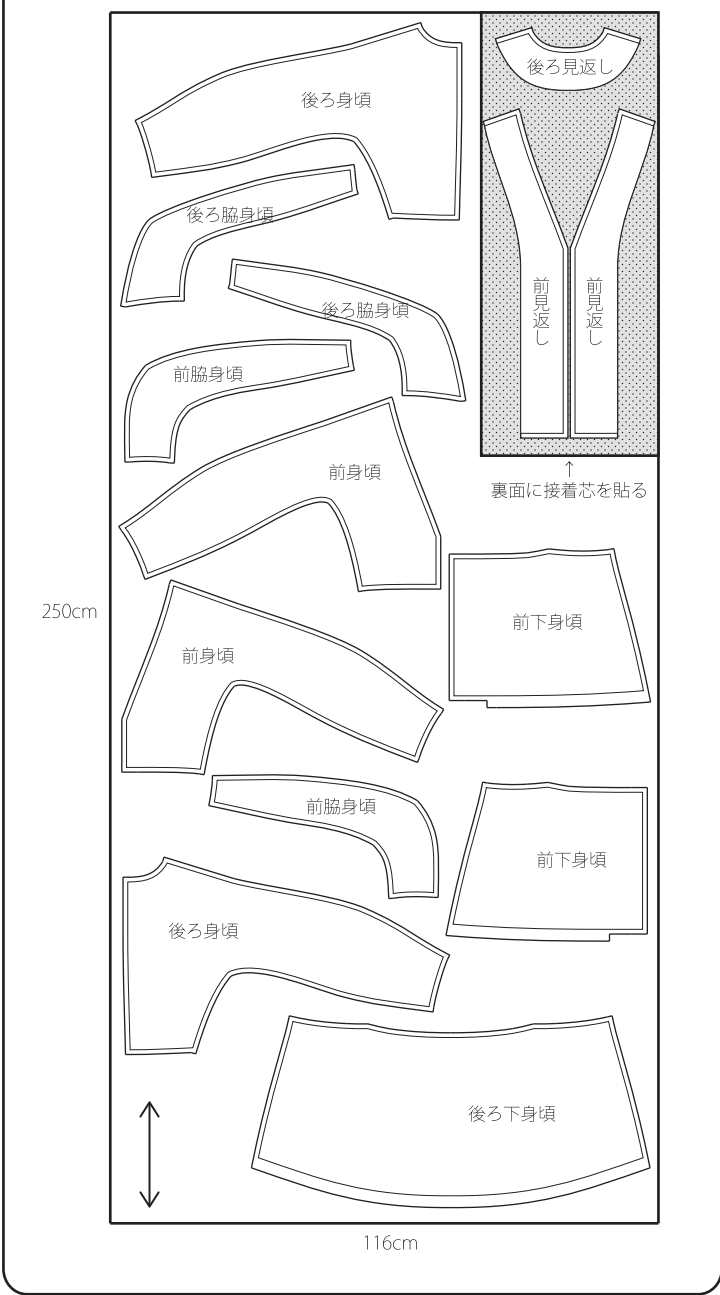 後ろ身頃
後ろ見返し
後ろ脇身頃
前見返し
前見返し
後ろ脇身頃
前脇身頃
前身頃
裏面に接着芯を貼る
250cm
前下身頃
前身頃
前脇身頃
前下身頃
後ろ身頃
後ろ下身頃
116cm